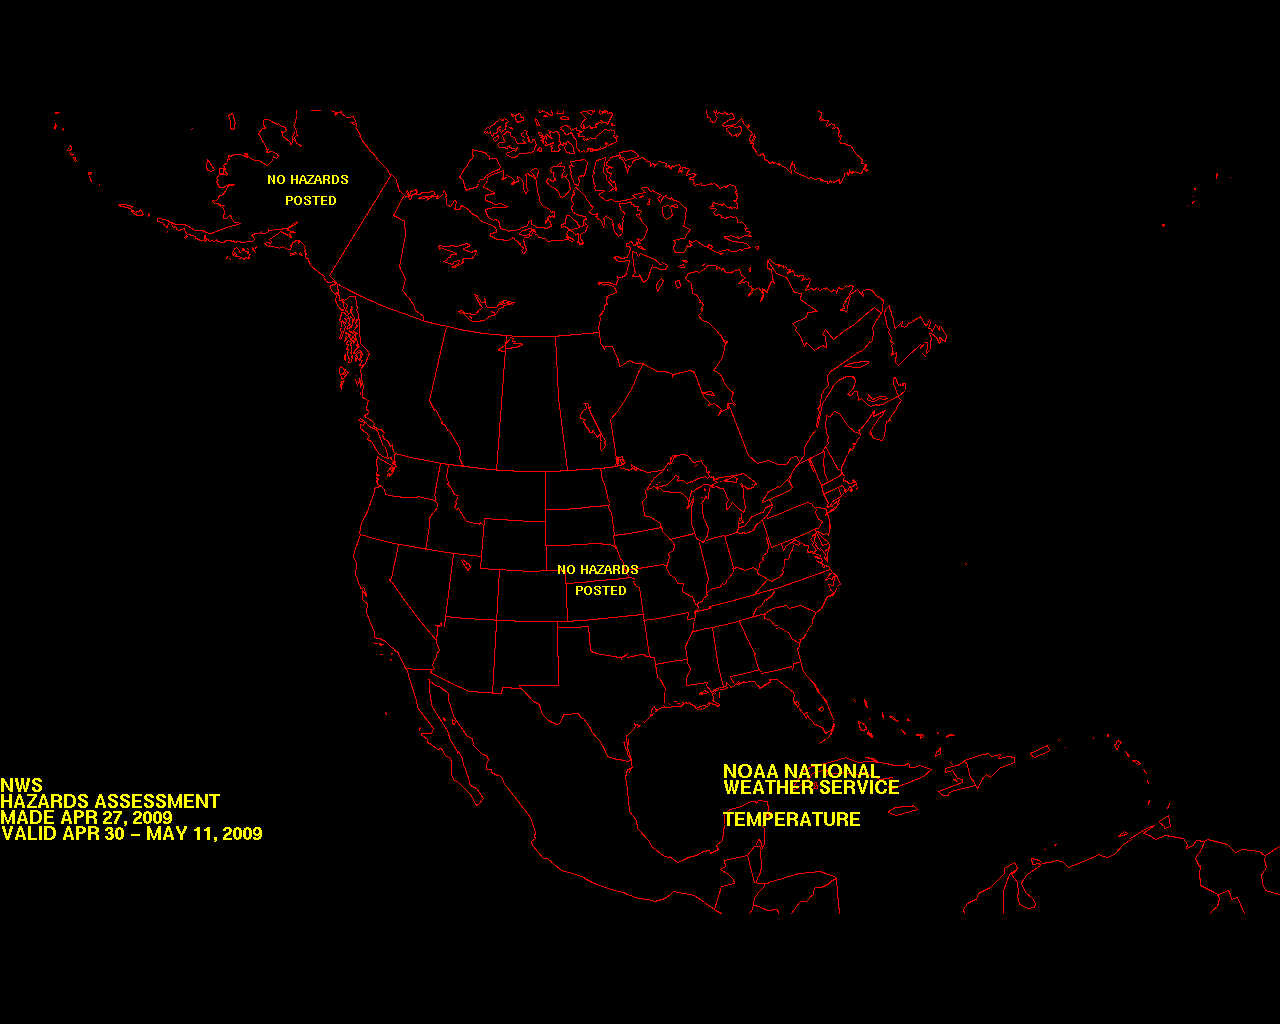 NO HAZARDS
POSTED
NO HAZARDS
POSTED
NWS
HAZARDS ASSESSMENT
MADE APR 27, 2009
VALID APR 30 – MAY 11, 2009
NOAA NATIONAL
WEATHER SERVICE
TEMPERATURE